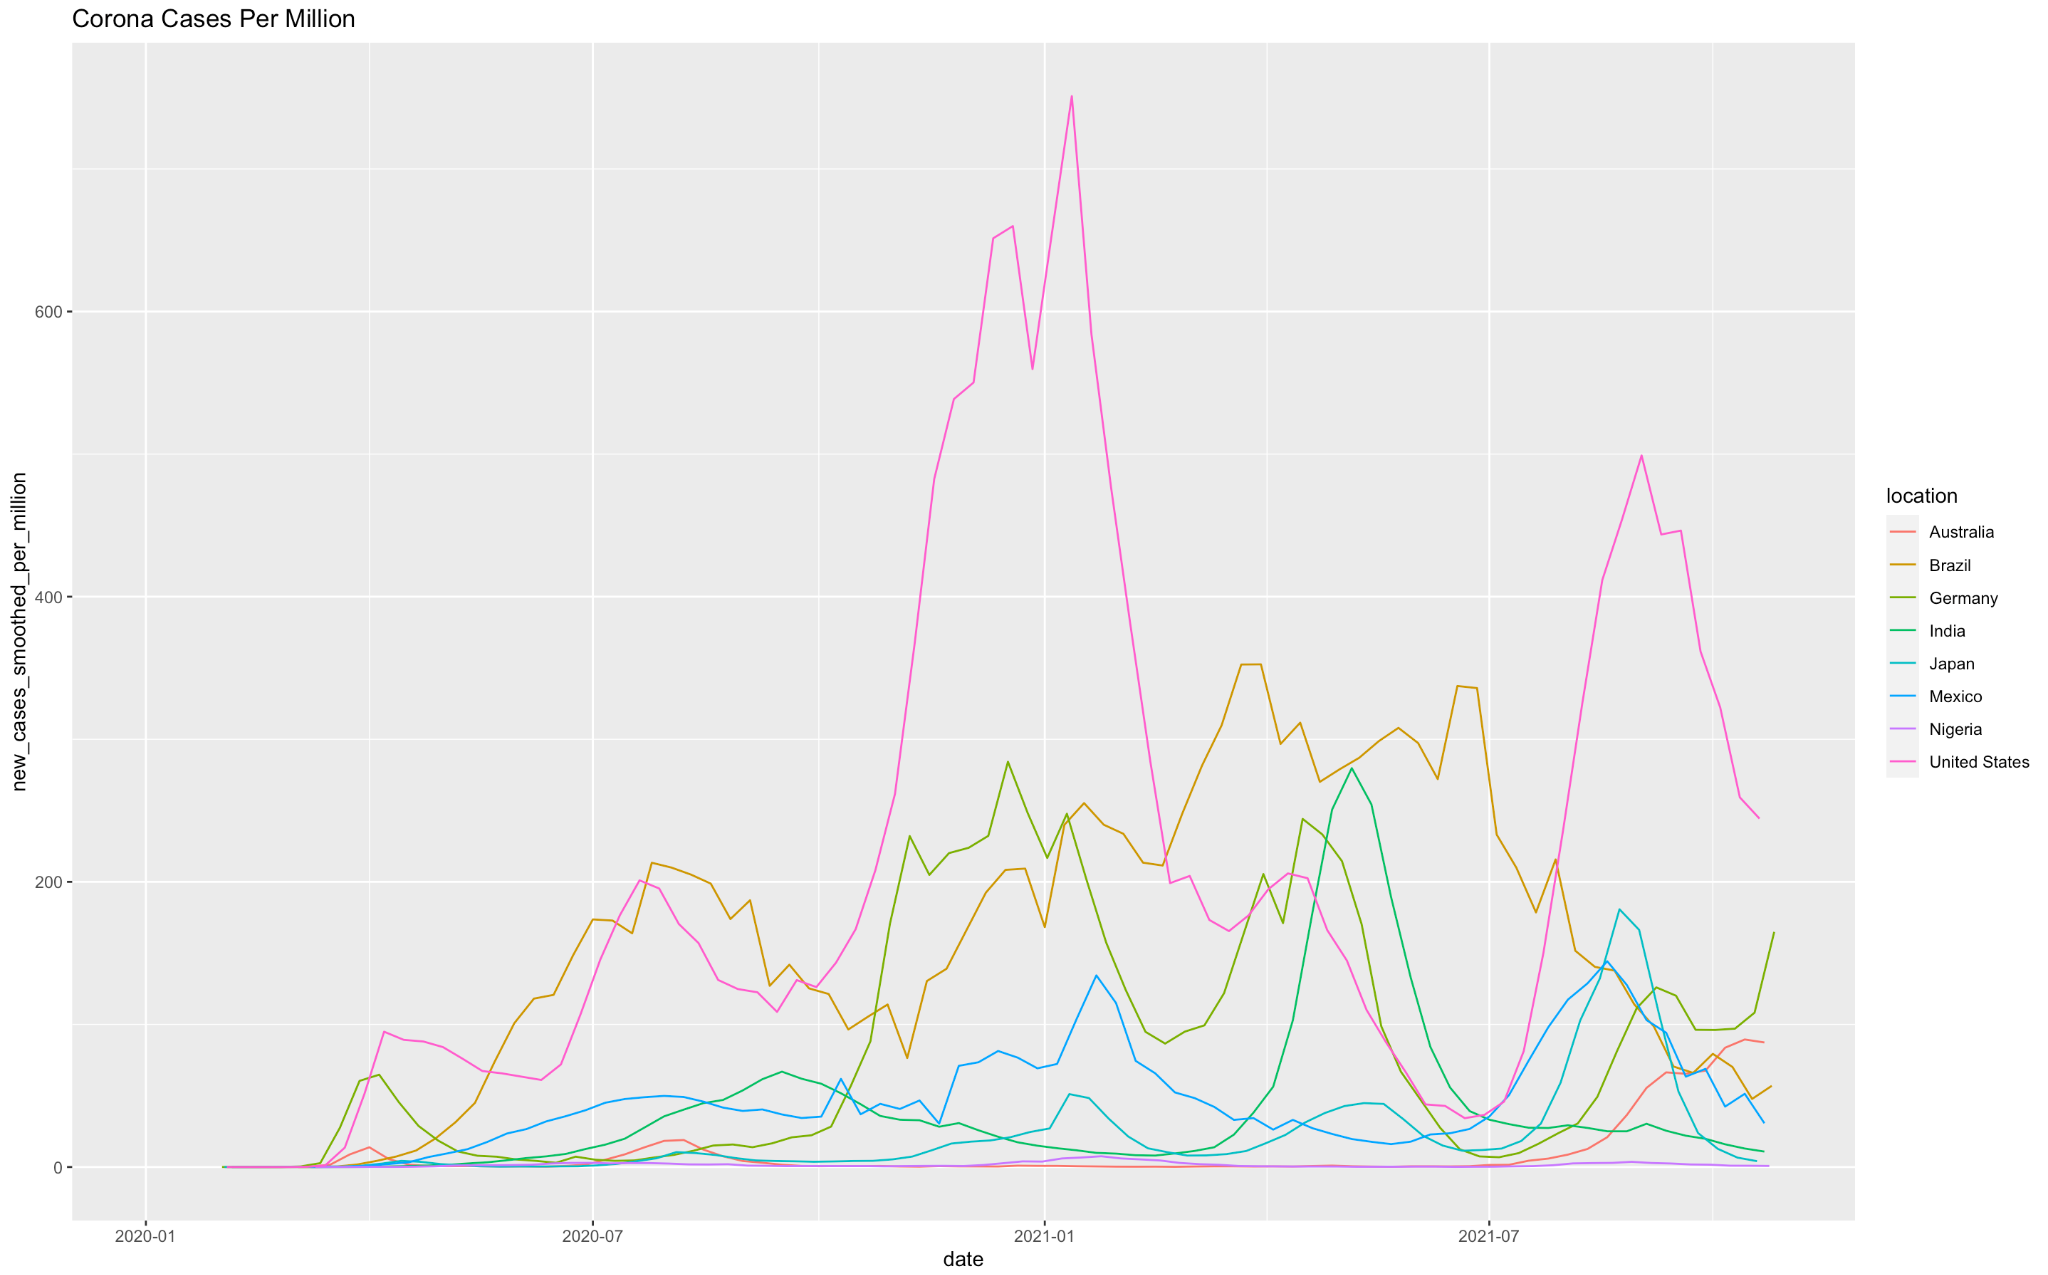 Corona Cases Per Million
new_cases_smoothed_per_million
600
400
200
0
2020-01
2020-07
2021-01
2021-07
date
location
Australia
Brazil
Germany
India
Japan
Mexico
Nigeria
United States